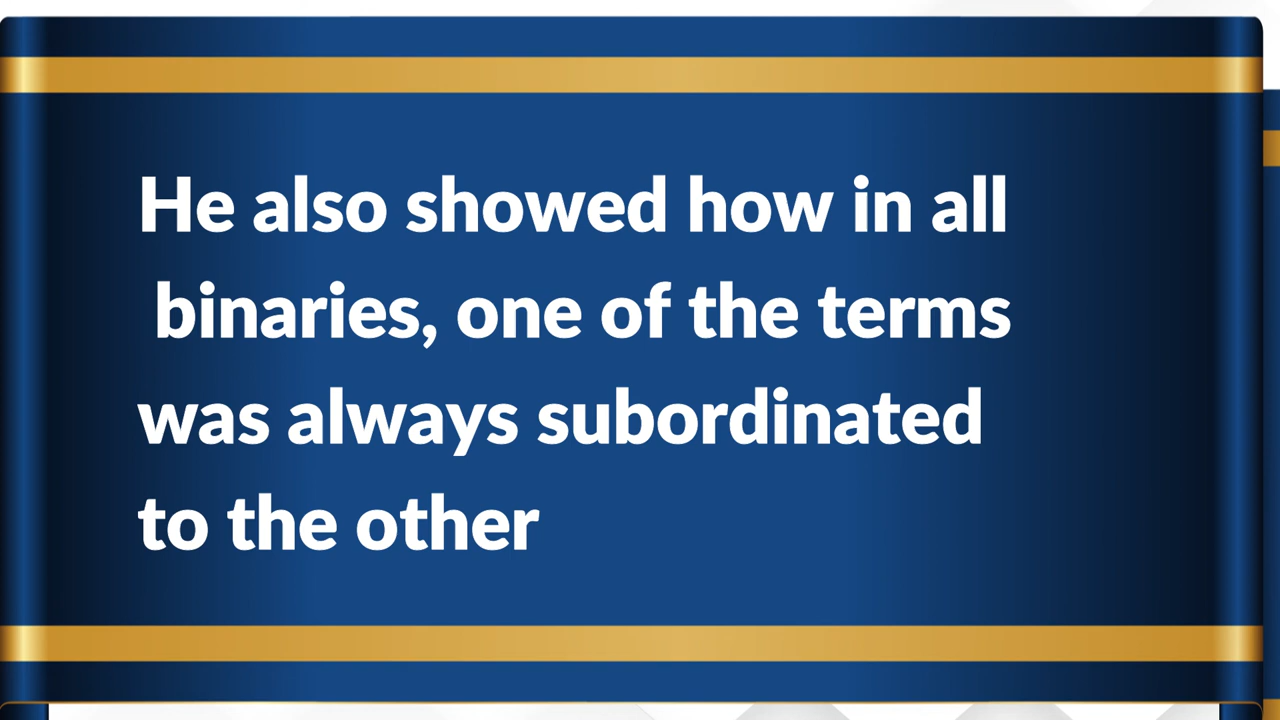 He also showed how in all
binaries, one of the terms
was always subordinated
to the other